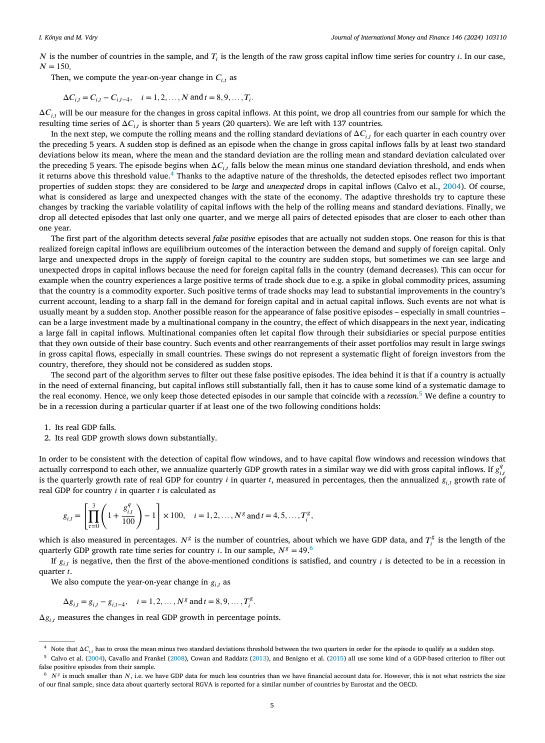 I. Kónya and M. Váry
Journal of International Money and Finance 146 (2024) 103110
N is the number of countries in the sample, and T_i is the length of the raw gross capital inflow time series for country i. In our case,
N = 150.
Then, we compute the year-on-year change in C_{i,t} as
ΔC_{i,t} = C_{i,t} − C_{i,t−4}, i = 1, 2, … , N and t = 8, 9, … , T_i.
ΔC_{i,t} will be our measure for the changes in gross capital inflows. At this point, we drop all countries from our sample for which the
resulting time series of ΔC_{i,t} is shorter than 5 years (20 quarters). We are left with 137 countries.
In the next step, we compute the rolling means and the rolling standard deviations of ΔC_{i,t} for each quarter in each country over
the preceding 5 years. A sudden stop is defined as an episode when the change in gross capital inflows falls by at least two standard
deviations below its mean, where the mean and the standard deviation are the rolling mean and standard deviation calculated over
the preceding 5 years. The episode begins when ΔC_{i,t} falls below the mean minus one standard deviation threshold, and ends when
it returns above this threshold value.⁴ Thanks to the adaptive nature of the thresholds, the detected episodes reflect two important
properties of sudden stops: they are considered to be large and unexpected drops in capital inflows (Calvo et al., 2004). Of course,
what is considered as large and unexpected changes with the state of the economy. The adaptive thresholds try to capture these
changes by tracking the variable volatility of capital inflows with the help of the rolling means and standard deviations. Finally, we
drop all detected episodes that last only one quarter, and we merge all pairs of detected episodes that are closer to each other than
one year.
The first part of the algorithm detects several false positive episodes that are actually not sudden stops. One reason for this is that
realized foreign capital inflows are equilibrium outcomes of the interaction between the demand and supply of foreign capital. Only
large and unexpected drops in the supply of foreign capital to the country are sudden stops, but sometimes we can see large and
unexpected drops in capital inflows because the need for foreign capital falls in the country (demand decreases). This can occur for
example when the country experiences a large positive terms of trade shock due to e.g. a spike in global commodity prices, assuming
that the country is a commodity exporter. Such positive terms of trade shocks may lead to substantial improvements in the country's
current account, leading to a sharp fall in the demand for foreign capital and in actual capital inflows. Such events are not what is
usually meant by a sudden stop. Another possible reason for the appearance of false positive episodes – especially in small countries –
can be a large investment made by a multinational company in the country, the effect of which disappears in the next year, indicating
a large fall in capital inflows. Multinational companies often let capital flow through their subsidiaries or special purpose entities
that they own outside of their base country. Such events and other rearrangements of their asset portfolios may result in large swings
in gross capital flows, especially in small countries. These swings do not represent a systematic flight of foreign investors from the
country, therefore, they should not be considered as sudden stops.
The second part of the algorithm serves to filter out these false positive episodes. The idea behind it is that if a country is actually
in the need of external financing, but capital inflows still substantially fall, then it has to cause some kind of a systematic damage to
the real economy. Hence, we only keep those detected episodes in our sample that coincide with a recession.⁵ We define a country to
be in a recession during a particular quarter if at least one of the two following conditions holds:
1. Its real GDP falls.
2. Its real GDP growth slows down substantially.
In order to be consistent with the detection of capital flow windows, and to have capital flow windows and recession windows that
actually correspond to each other, we annualize quarterly GDP growth rates in a similar way we did with gross capital inflows. If g^q_{i,t}
is the quarterly growth rate of real GDP for country i in quarter t, measured in percentages, then the annualized g_{i,t} growth rate of
real GDP for country i in quarter t is calculated as
g_{i,t} = [∏_{τ=0}^{3} (1 + g^q_{i,t}/100) − 1] × 100, i = 1, 2, … , N^g and t = 4, 5, … , T^g_i,
which is also measured in percentages. N^g is the number of countries, about which we have GDP data, and T^g_i is the length of the
quarterly GDP growth rate time series for country i. In our sample, N^g = 49.⁶
If g_{i,t} is negative, then the first of the above-mentioned conditions is satisfied, and country i is detected to be in a recession in
quarter t.
We also compute the year-on-year change in g_{i,t} as
Δg_{i,t} = g_{i,t} − g_{i,t−4}, i = 1, 2, … , N^g and t = 8, 9, … , T^g_i.
Δg_{i,t} measures the changes in real GDP growth in percentage points.
⁴ Note that ΔC_{i,t} has to cross the mean minus two standard deviations threshold between the two quarters in order for the episode to qualify as a sudden stop.
⁵ Calvo et al. (2004), Cavallo and Frankel (2008), Cowan and Raddatz (2013), and Benigno et al. (2015) all use some kind of a GDP-based criterion to filter out
false positive episodes from their sample.
⁶ N^g is much smaller than N, i.e. we have GDP data for much less countries than we have financial account data for. However, this is not what restricts the size
of our final sample, since data about quarterly sectoral RGVA is reported for a similar number of countries by Eurostat and the OECD.
5